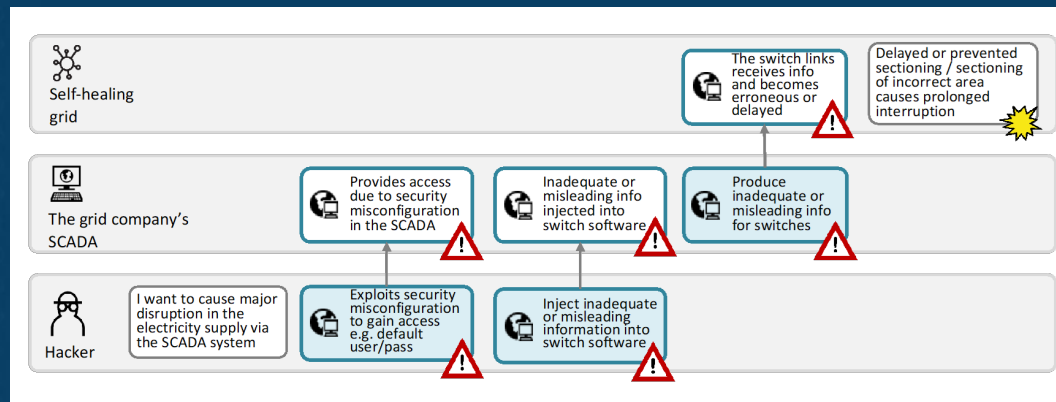 Self-healing
grid
The switch links
receives info
and becomes
erroneous or
delayed
Delayed or prevented
sectioning / sectioning
of incorrect area
causes prolonged
interruption
The grid company's
SCADA
Provides access
due to security
misconfiguration
in the SCADA
Inadequate or
misleading info
injected into
switch software
Produce
inadequate or
misleading info
for switches
Hacker
I want to cause major
disruption in the
electricity supply via
the SCADA system
Exploits security
misconfiguration
to gain access
e.g. default
user/pass
Inject inadequate
or misleading
information into
switch software